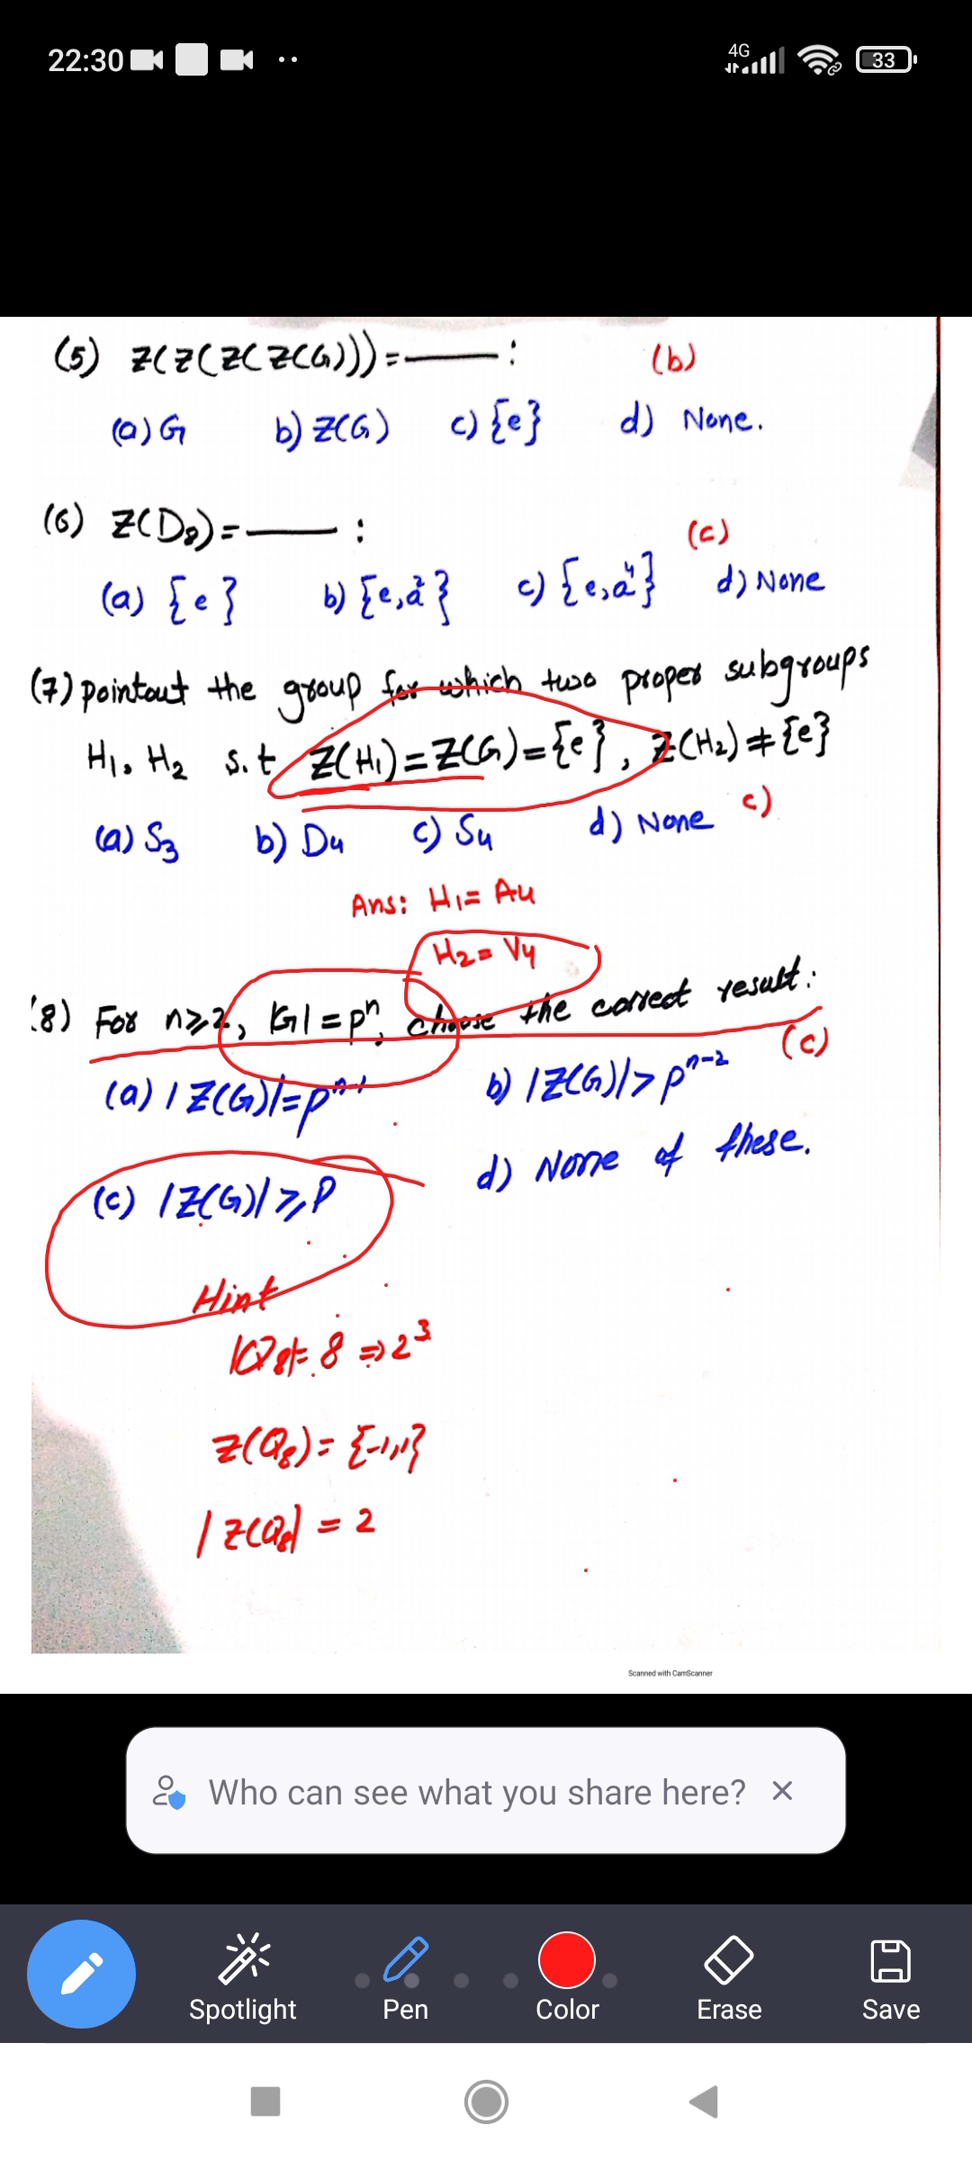 22:30
4G
33
(5) Z(Z(Z(Z(G)))=——— :
(b)
(a) G b) Z(G) c) {e} d) None.
(6) Z(D8)=——— :
(c)
(a) {e} b) {e,a²} c) {e,a⁴} d) None
(7) pointout the group for which two proper subgroups
H1, H2 s.t Z(H1)=Z(G)={e}, Z(H2)≠{e}
(a) S3 b) D4 c) S4 d) None c)
Ans: H1= A4
H2= V4
(8) For n≥2, |G|=pⁿ, choose the correct result:
(c)
(a) |Z(G)|=pⁿ⁻¹ b) |Z(G)|>pⁿ⁻²
(c) |Z(G)|≥P d) None of these.
Hint
|Q8|= 8 ⇒ 2³
Z(Q8)= {-1,1}
|Z(Q8)| = 2
Scanned with CamScanner
Who can see what you share here? ×
Spotlight Pen Color Erase Save